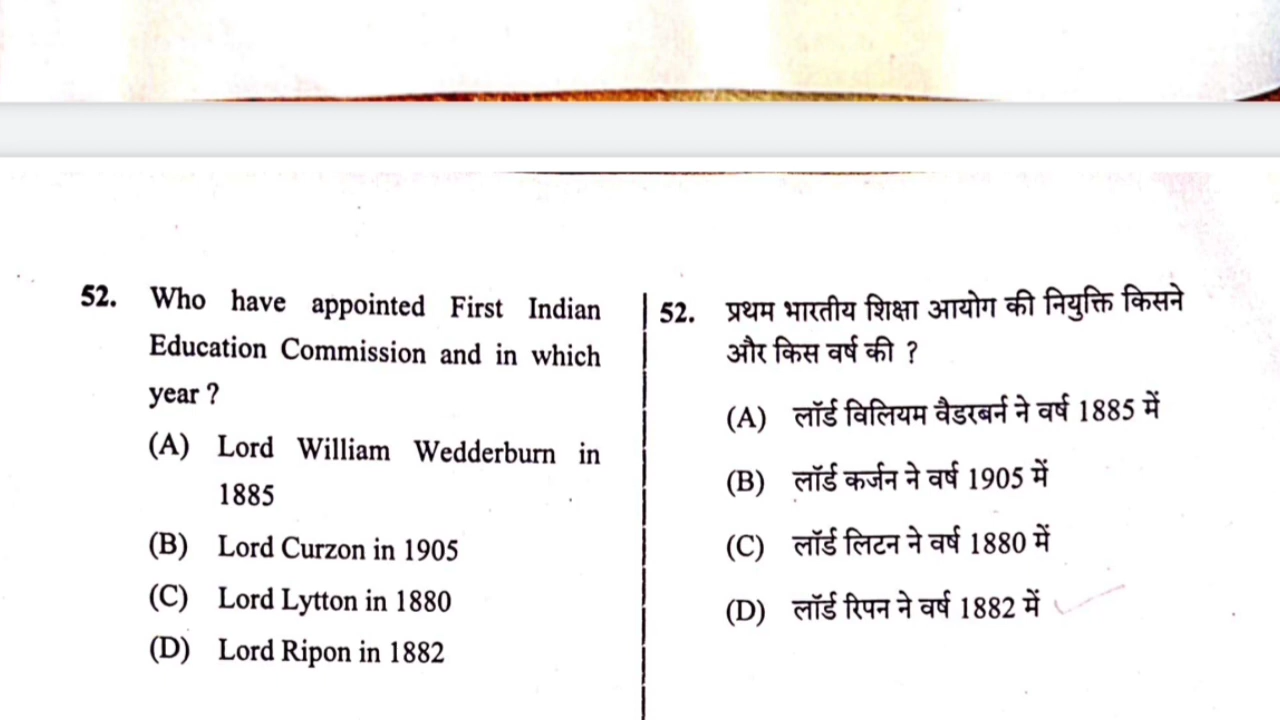 52. Who have appointed First Indian
Education Commission and in which
year ?
(A) Lord William Wedderburn in
1885
(B) Lord Curzon in 1905
(C) Lord Lytton in 1880
(D) Lord Ripon in 1882
52. प्रथम भारतीय शिक्षा आयोग की नियुक्ति किसने
और किस वर्ष की ?
(A) लॉर्ड विलियम वैडरबर्न ने वर्ष 1885 में
(B) लॉर्ड कर्जन ने वर्ष 1905 में
(C) लॉर्ड लिटन ने वर्ष 1880 में
(D) लॉर्ड रिपन ने वर्ष 1882 में